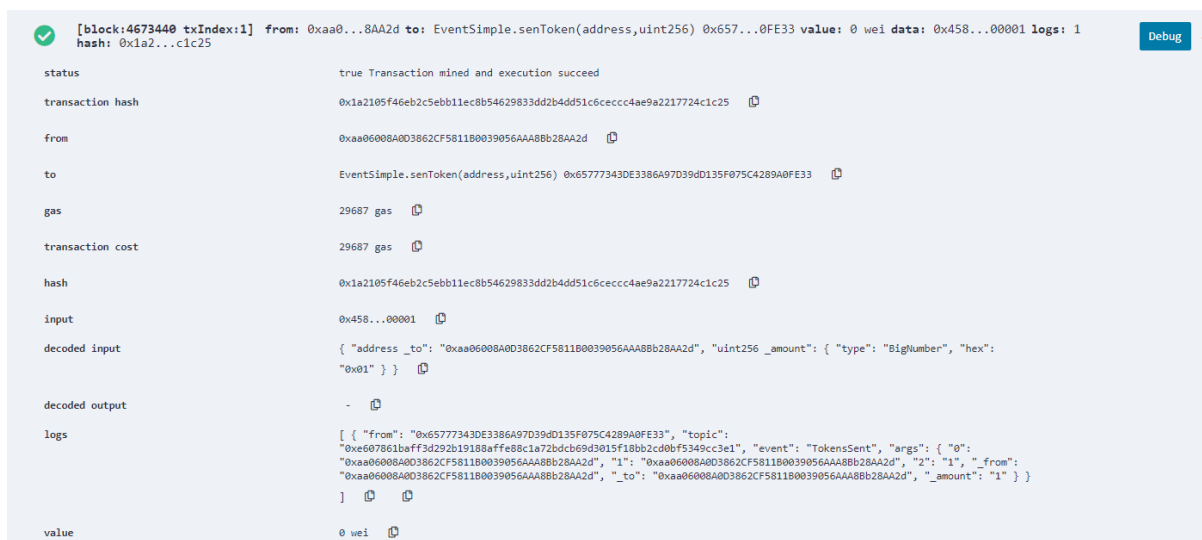 [block:4673440 txIndex:1] from: 0xaa0...8AA2d to: EventSimple.senToken(address,uint256) 0x657...0FE33 value: 0 wei data: 0x458...00001 logs: 1
hash: 0x1a2...c1c25
Debug
status true Transaction mined and execution succeed
transaction hash 0x1a2105f46eb2c5ebb11ec8b54629833dd2b4dd51c6ceccc4ae9a2217724c1c25
from 0xaa06008A0D3862CF5811B0039056AAA8Bb28AA2d
to EventSimple.senToken(address,uint256) 0x65777343DE3386A97D39dD135F075C4289A0FE33
gas 29687 gas
transaction cost 29687 gas
hash 0x1a2105f46eb2c5ebb11ec8b54629833dd2b4dd51c6ceccc4ae9a2217724c1c25
input 0x458...00001
decoded input { "address _to": "0xaa06008A0D3862CF5811B0039056AAA8Bb28AA2d", "uint256 _amount": { "type": "BigNumber", "hex":
"0x01" } }
decoded output -
logs [ { "from": "0x65777343DE3386A97D39dD135F075C4289A0FE33", "topic":
"0xe607861baff3d292b19188affe88c1a72bdcb69d3015f18bb2cd0bf5349cc3e1", "event": "TokensSent", "args": { "0":
"0xaa06008A0D3862CF5811B0039056AAA8Bb28AA2d", "1": "0xaa06008A0D3862CF5811B0039056AAA8Bb28AA2d", "2": "1", "_from":
"0xaa06008A0D3862CF5811B0039056AAA8Bb28AA2d", "_to": "0xaa06008A0D3862CF5811B0039056AAA8Bb28AA2d", "_amount": "1" } }
]
value 0 wei